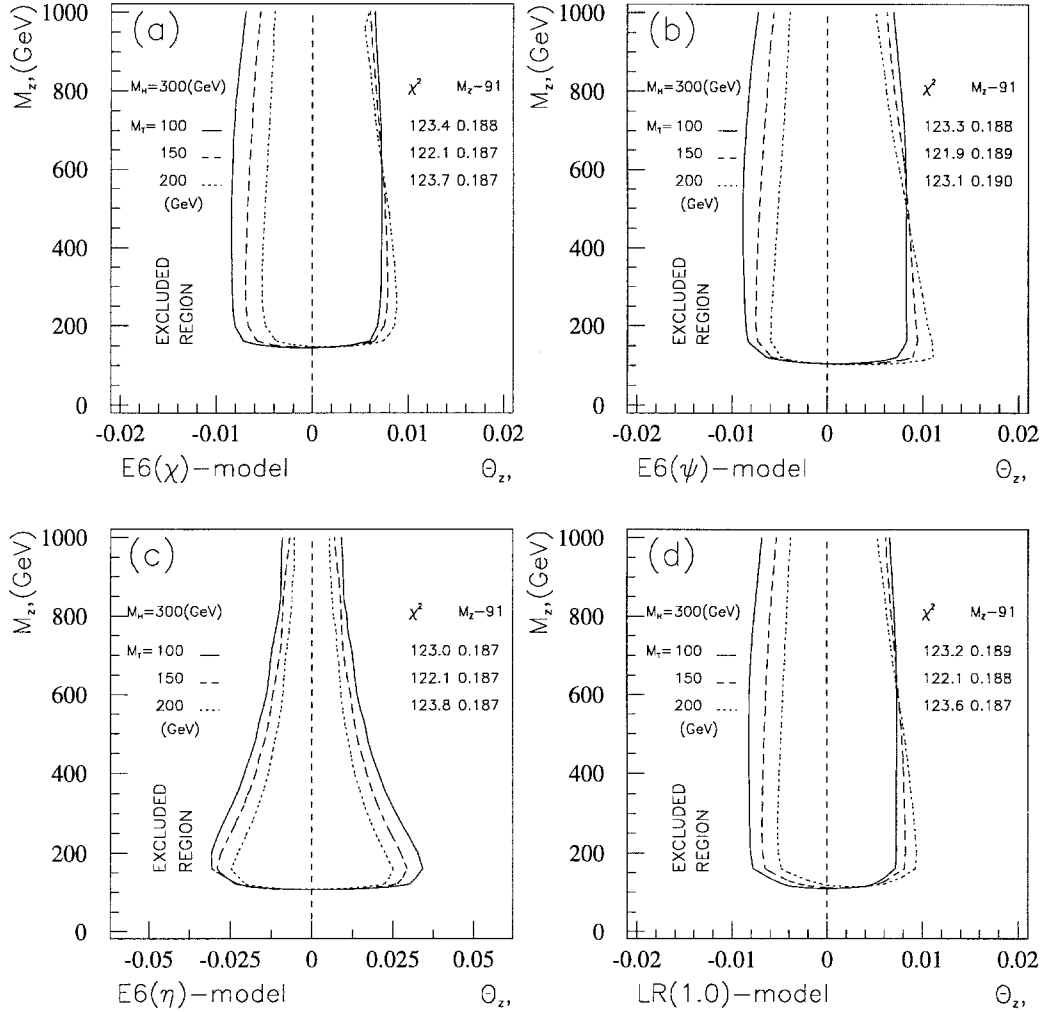 (a)
M_Z, (GeV)
1000
800
600
400
200
0
M_H=300(GeV) χ² M_Z−91
M_T= 100 123.4 0.188
150 122.1 0.187
200 123.7 0.187
(GeV)
EXCLUDED
REGION
-0.02 -0.01 0 0.01 0.02
E6(χ)−model Θ_Z,
(b)
M_Z, (GeV)
1000
800
600
400
200
0
M_H=300(GeV) χ² M_Z−91
M_T= 100 123.3 0.188
150 121.9 0.189
200 123.1 0.190
(GeV)
EXCLUDED
REGION
-0.02 -0.01 0 0.01 0.02
E6(ψ)−model Θ_Z,
(c)
M_Z, (GeV)
1000
800
600
400
200
0
M_H=300(GeV) χ² M_Z−91
M_T= 100 123.0 0.187
150 122.1 0.187
200 123.8 0.187
(GeV)
EXCLUDED
REGION
-0.05 -0.025 0 0.025 0.05
E6(η)−model Θ_Z,
(d)
M_Z, (GeV)
1000
800
600
400
200
0
M_H=300(GeV) χ² M_Z−91
M_T= 100 123.2 0.189
150 122.1 0.188
200 123.6 0.187
(GeV)
EXCLUDED
REGION
-0.02 -0.01 0 0.01 0.02
LR(1.0)−model Θ_Z,